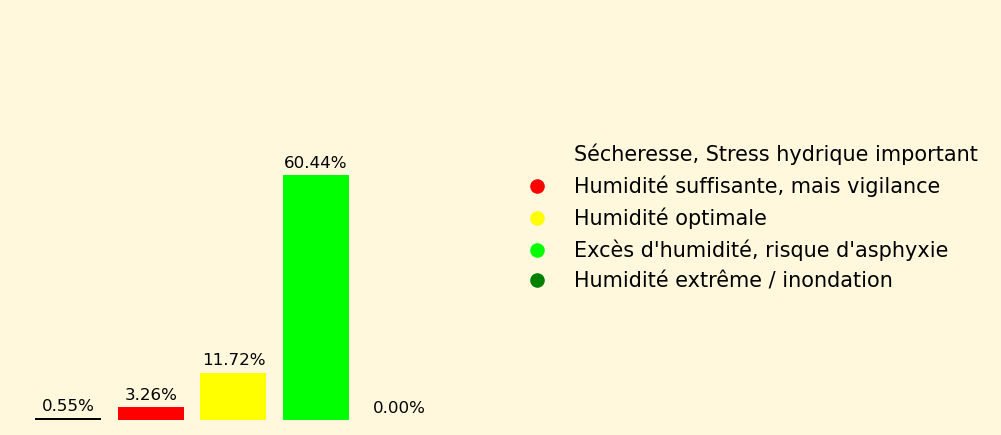 60.44%
11.72%
3.26%
0.55%
0.00%
Sécheresse, Stress hydrique important
Humidité suffisante, mais vigilance
Humidité optimale
Excès d'humidité, risque d'asphyxie
Humidité extrême / inondation